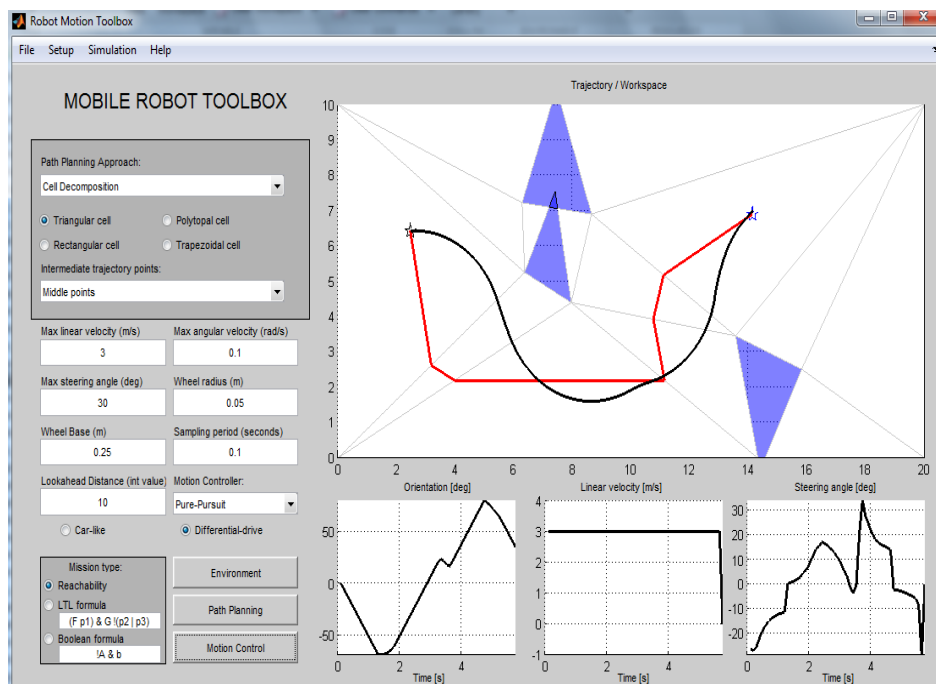 Robot Motion Toolbox
File Setup Simulation Help
MOBILE ROBOT TOOLBOX
Path Planning Approach:
Cell Decomposition
Triangular cell Polytopal cell
Rectangular cell Trapezoidal cell
Intermediate trajectory points:
Middle points
Max linear velocity (m/s) Max angular velocity (rad/s)
3 0.1
Max steering angle (deg) Wheel radius (m)
30 0.05
Wheel Base (m) Sampling period (seconds)
0.25 0.1
Lookahead Distance (int value) Motion Controller:
10 Pure-Pursuit
Car-like Differential-drive
Mission type:
Reachability
LTL formula
(F p1) & G !(p2 | p3)
Boolean formula
!A & b
Environment
Path Planning
Motion Control
Trajectory / Workspace
10
9
8
7
6
5
4
3
2
1
0
0 2 4 6 8 10 12 14 16 18 20
Orientation [deg]
50
0
-50
0 2 4
Time [s]
Linear velocity [m/s]
4
3
2
1
0
-1
0 2 4
Time [s]
Steering angle [deg]
30
20
10
0
-10
-20
0 2 4
Time [s]